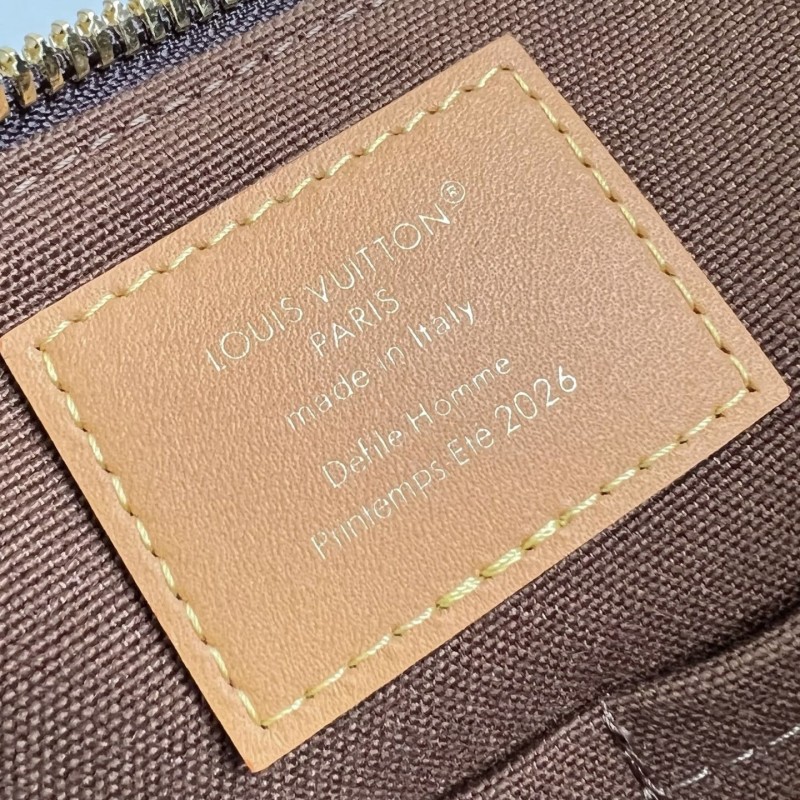 LOUIS VUITTON®
PARIS
made in Italy
Defile Homme
Printemps-Ete 2026